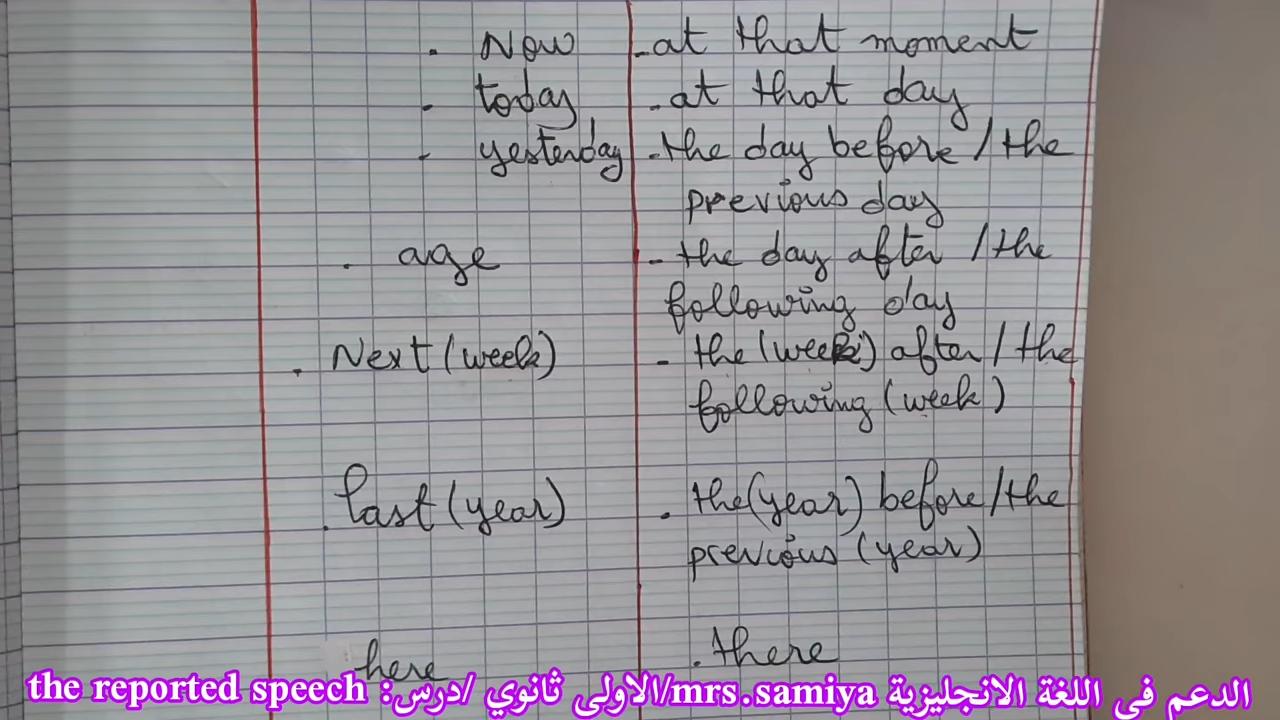 . Now .at that moment
. today .at that day
. yesterday .the day before / the
previous day
. age - the day after / the
following day
. Next (week) - the (week) after / the
following (week)
. last (year) . the (year) before / the
previous (year)
here . there
الدعم في اللغة الانجليزية mrs.samiya/الاولى ثانوي /درس: the reported speech